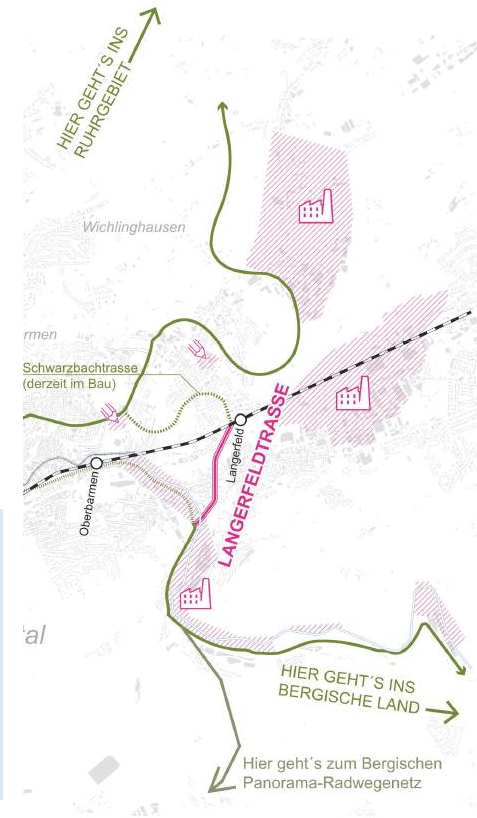 HIER GEHT´S INS
RUHRGEBIET
Wichlinghausen
rmen
Schwarzbachtrasse
(derzeit im Bau)
Langerfeld
LANGERFELDTRASSE
Oberbarmen
tal
HIER GEHT´S INS
BERGISCHE LAND
Hier geht´s zum Bergischen
Panorama-Radwegenetz